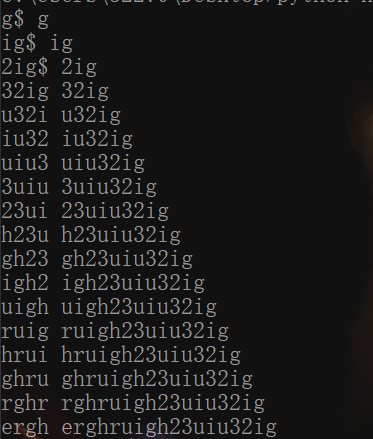 g$ g
ig$ ig
2ig$ 2ig
32ig 32ig
u32i u32ig
iu32 iu32ig
uiu3 uiu32ig
3uiu 3uiu32ig
23ui 23uiu32ig
h23u h23uiu32ig
gh23 gh23uiu32ig
igh2 igh23uiu32ig
uigh uigh23uiu32ig
ruig ruigh23uiu32ig
hrui hruigh23uiu32ig
ghru ghruigh23uiu32ig
rghr rghruigh23uiu32ig
ergh erghruigh23uiu32ig